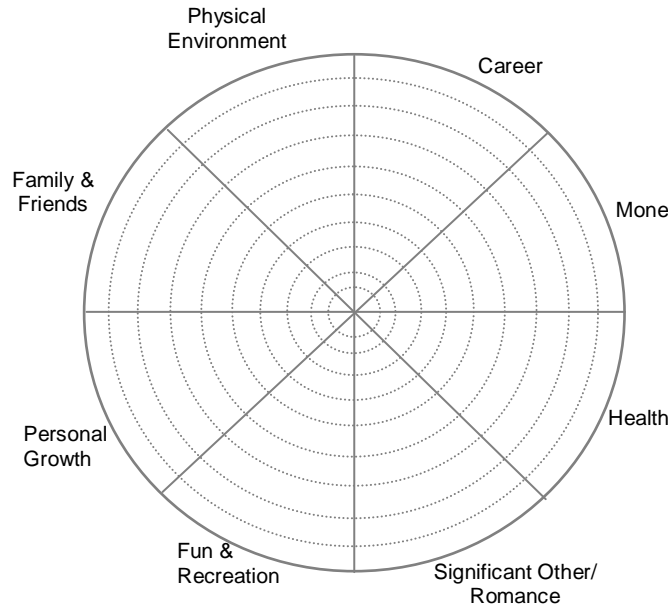 Physical
Environment
Career
Family &
Friends
Mone
Health
Personal
Growth
Fun &
Recreation
Significant Other/
Romance